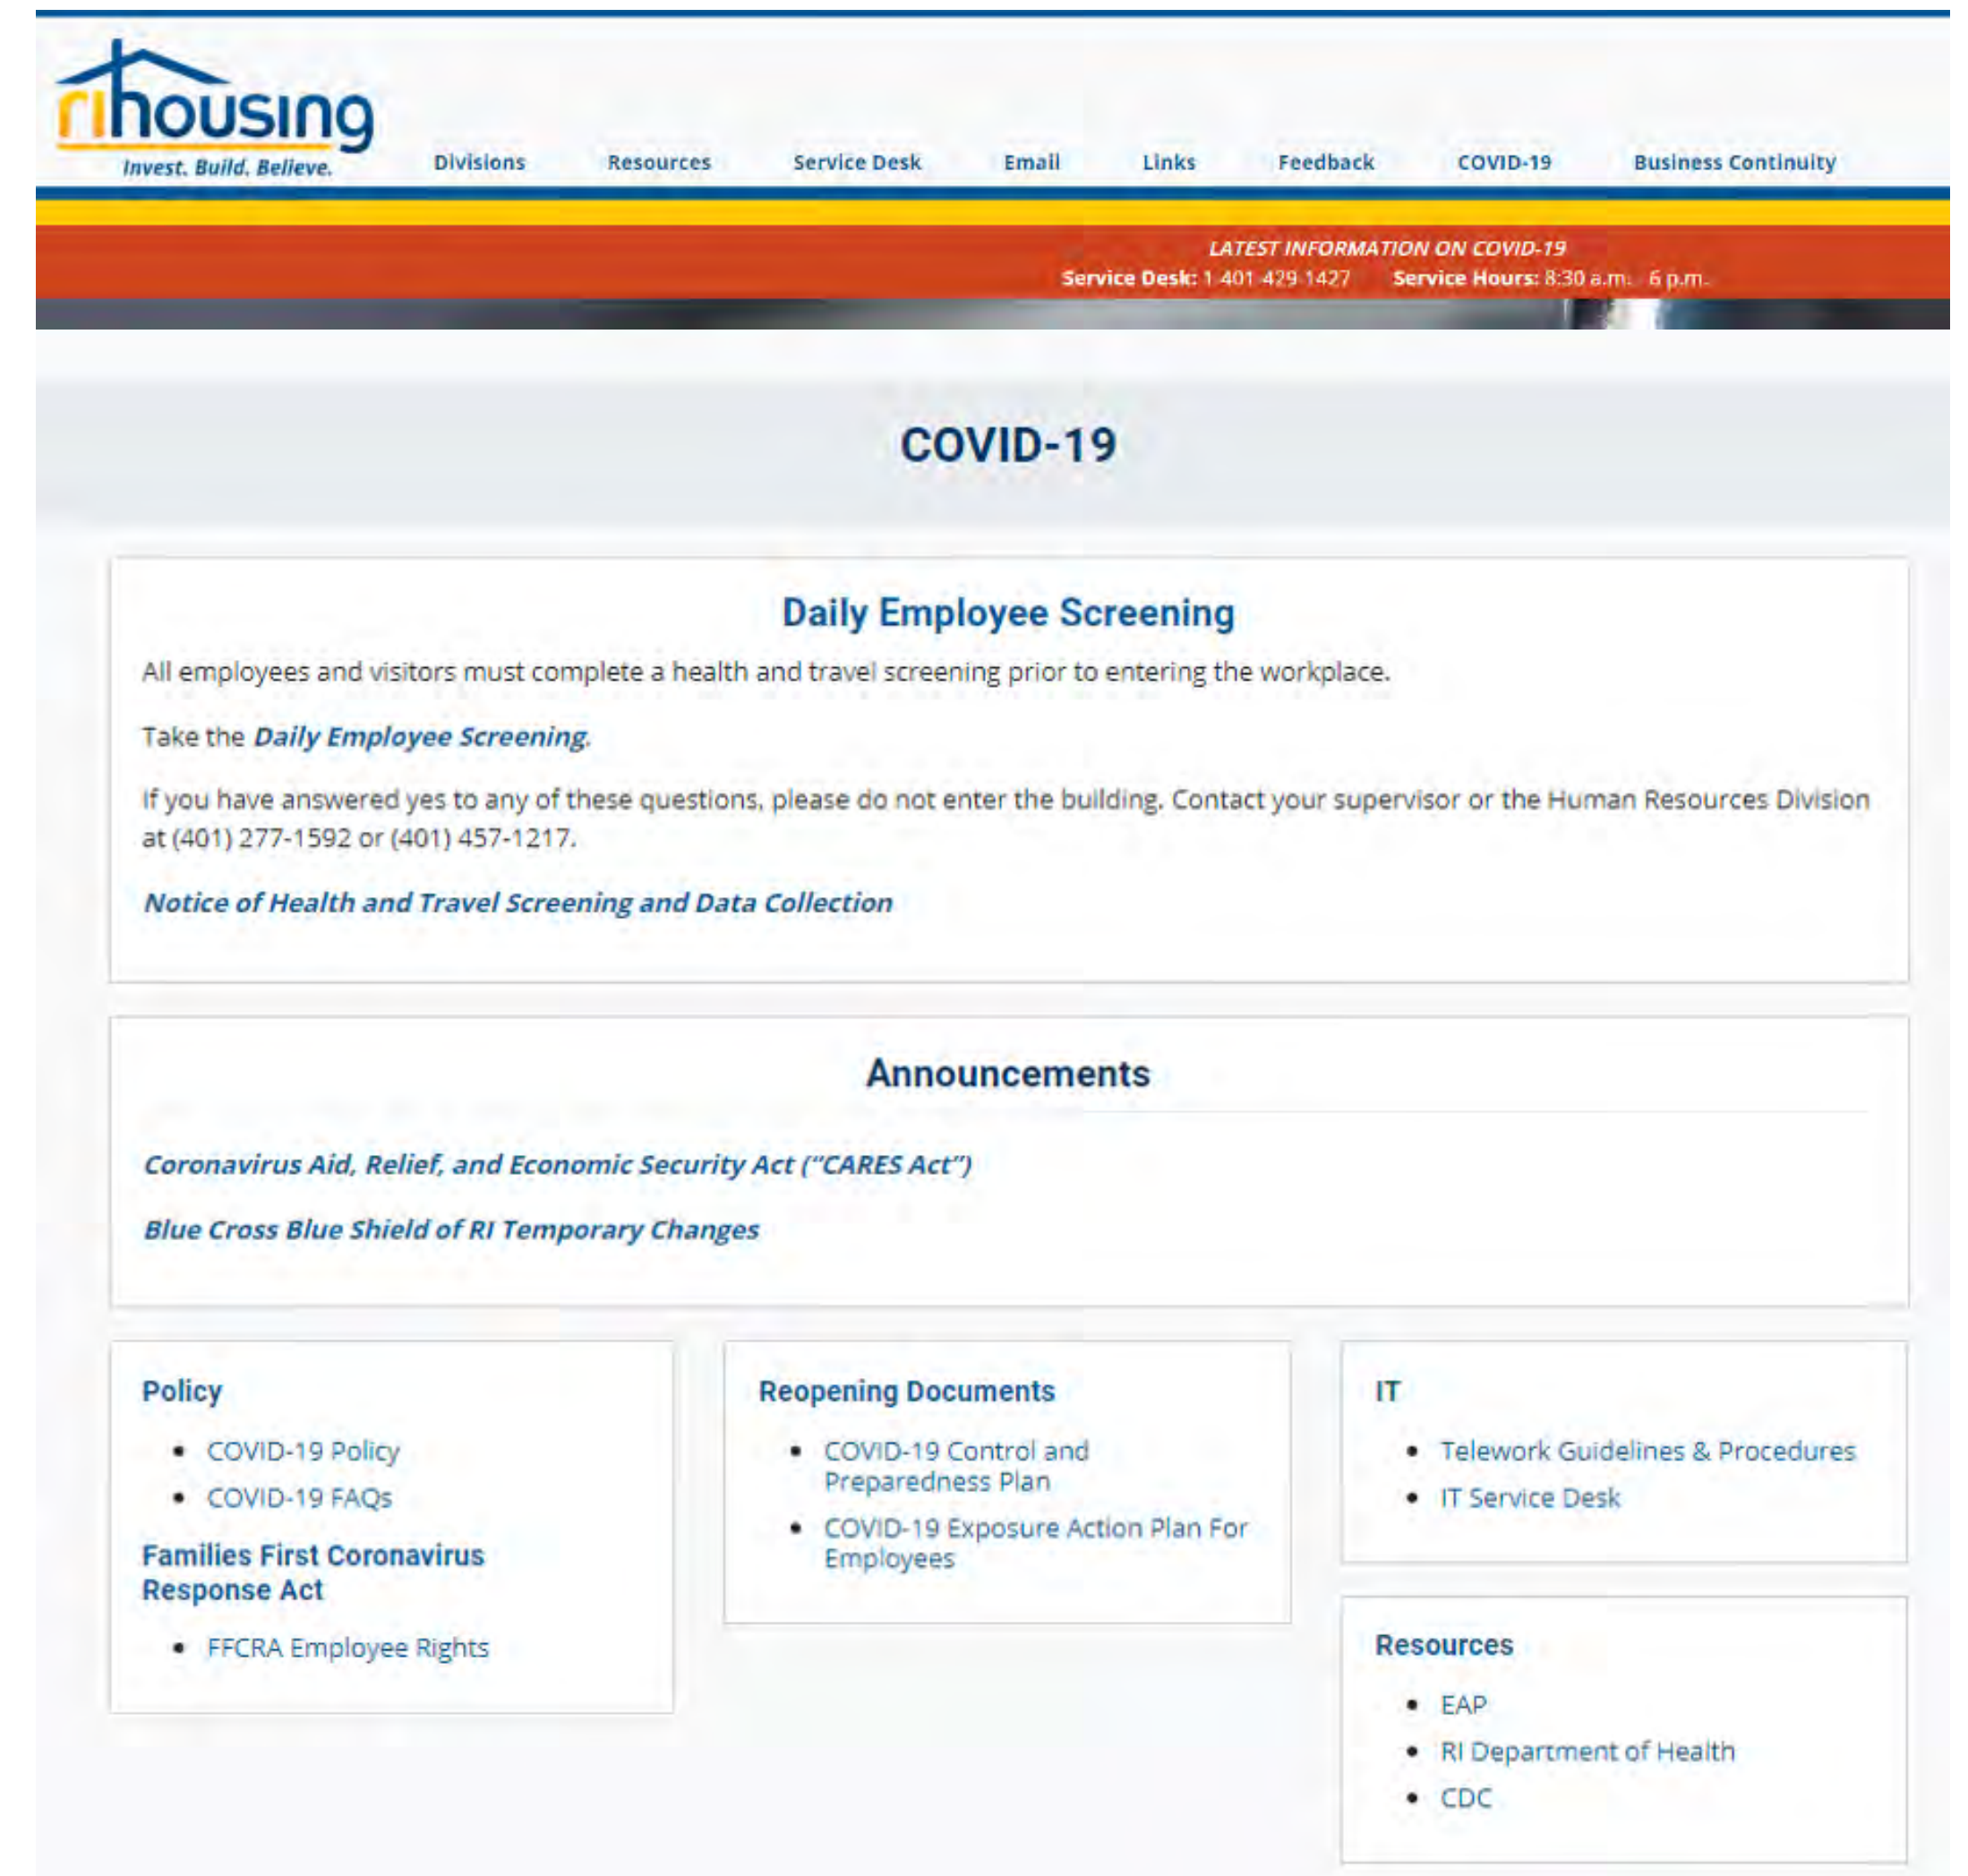 rihousing
Invest. Build. Believe.
Divisions Resources Service Desk Email Links Feedback COVID-19 Business Continuity
LATEST INFORMATION ON COVID-19
Service Desk: 1-401-429-1427 Service Hours: 8:30 a.m. - 6 p.m.
COVID-19
Daily Employee Screening
All employees and visitors must complete a health and travel screening prior to entering the workplace.
Take the Daily Employee Screening.
If you have answered yes to any of these questions, please do not enter the building. Contact your supervisor or the Human Resources Division
at (401) 277-1592 or (401) 457-1217.
Notice of Health and Travel Screening and Data Collection
Announcements
Coronavirus Aid, Relief, and Economic Security Act (“CARES Act”)
Blue Cross Blue Shield of RI Temporary Changes
Policy
• COVID-19 Policy
• COVID-19 FAQs
Families First Coronavirus
Response Act
• FFCRA Employee Rights
Reopening Documents
• COVID-19 Control and
Preparedness Plan
• COVID-19 Exposure Action Plan For
Employees
IT
• Telework Guidelines & Procedures
• IT Service Desk
Resources
• EAP
• RI Department of Health
• CDC